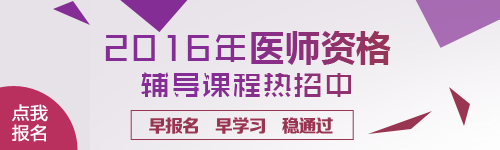 2016年医师资格
辅导课程热招中
点我
报名
早报名 早学习 稳通过